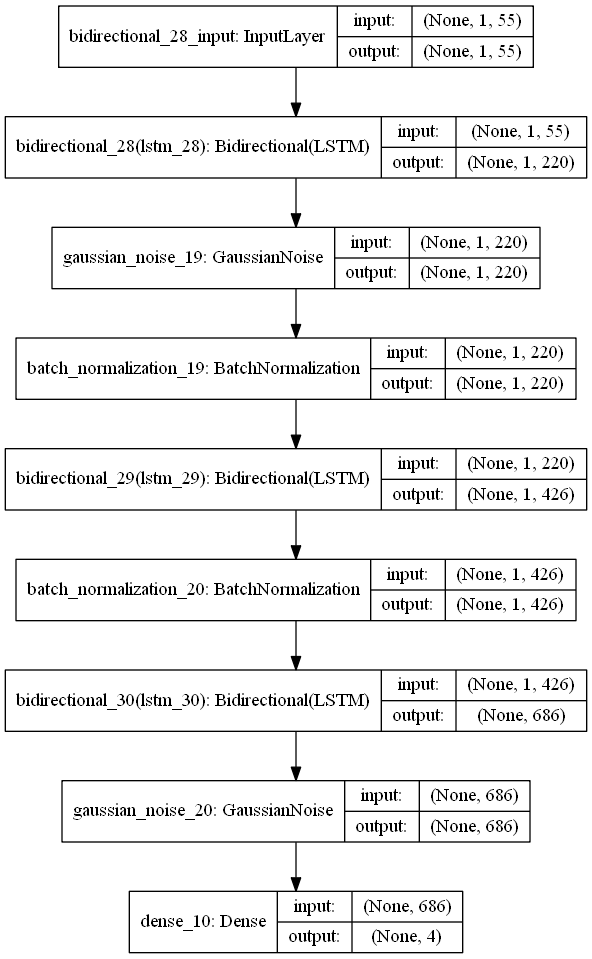 bidirectional_28_input: InputLayer
input: (None, 1, 55)
output: (None, 1, 55)
bidirectional_28(lstm_28): Bidirectional(LSTM)
input: (None, 1, 55)
output: (None, 1, 220)
gaussian_noise_19: GaussianNoise
input: (None, 1, 220)
output: (None, 1, 220)
batch_normalization_19: BatchNormalization
input: (None, 1, 220)
output: (None, 1, 220)
bidirectional_29(lstm_29): Bidirectional(LSTM)
input: (None, 1, 220)
output: (None, 1, 426)
batch_normalization_20: BatchNormalization
input: (None, 1, 426)
output: (None, 1, 426)
bidirectional_30(lstm_30): Bidirectional(LSTM)
input: (None, 1, 426)
output: (None, 686)
gaussian_noise_20: GaussianNoise
input: (None, 686)
output: (None, 686)
dense_10: Dense
input: (None, 686)
output: (None, 4)